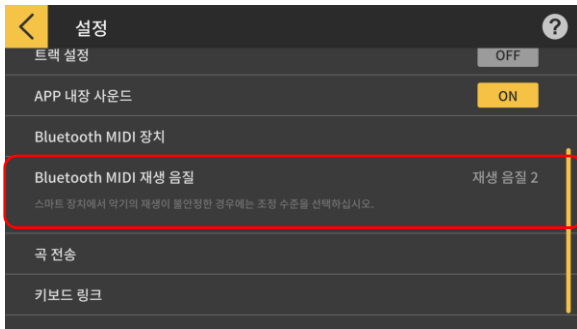 설정
?
트랙 설정
OFF
APP 내장 사운드
ON
Bluetooth MIDI 장치
Bluetooth MIDI 재생 음질
재생 음질 2
스마트 장치에서 악기의 재생이 불안정한 경우에는 조정 수준을 선택하십시오.
곡 전송
키보드 링크